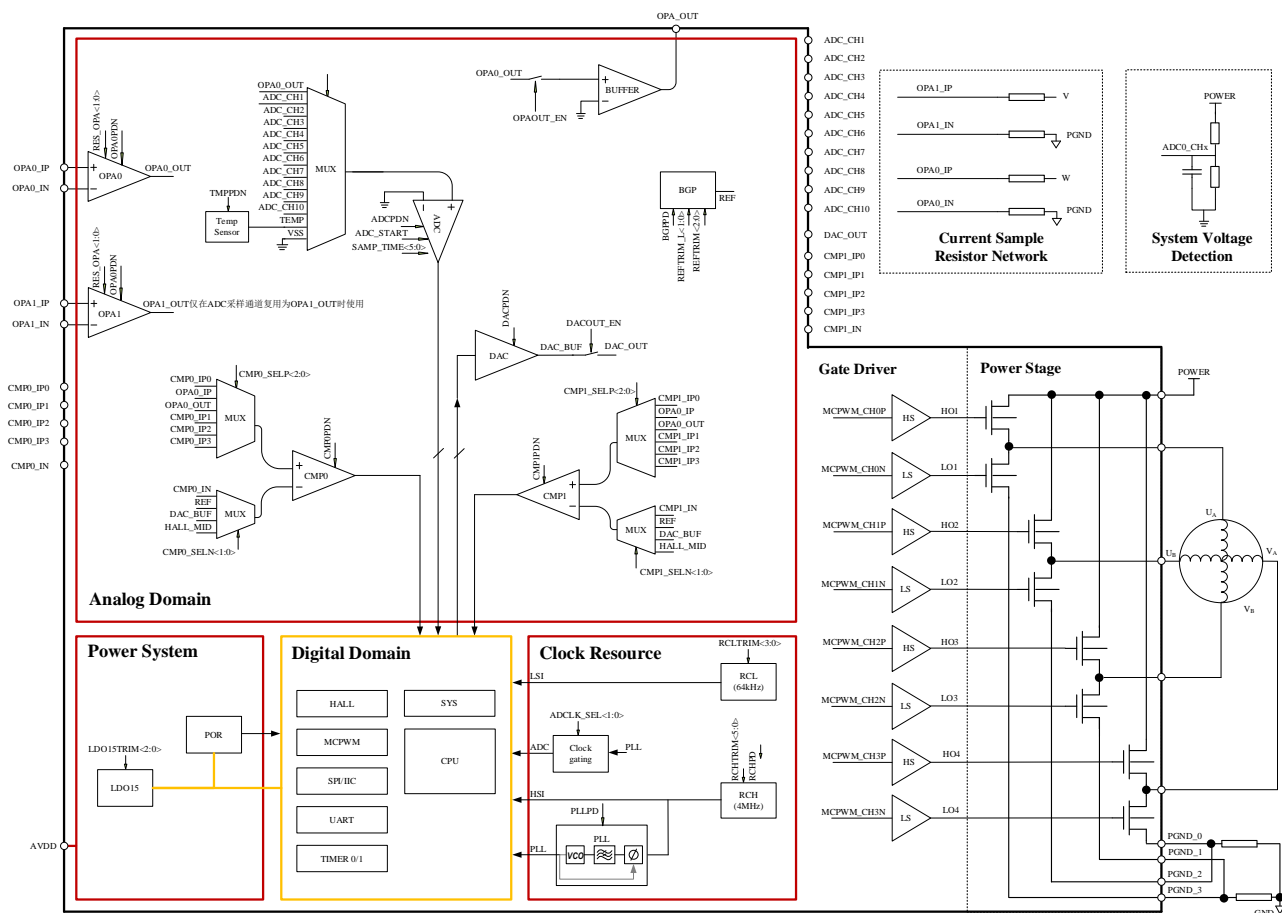 OPA_OUT
ADC_CH1
ADC_CH2
ADC_CH3
ADC_CH4
ADC_CH5
ADC_CH6
ADC_CH7
ADC_CH8
ADC_CH9
ADC_CH10
DAC_OUT
CMP1_IP0
CMP1_IP1
CMP1_IP2
CMP1_IP3
CMP1_IN
OPA0_IP
OPA0_IN
OPA1_IP
OPA1_IN
CMP0_IP0
CMP0_IP1
CMP0_IP2
CMP0_IP3
CMP0_IN
AVDD
RES_OPA<1:0>
OPA0PDN
+
−
OPA0
OPA0_OUT
RES_OPA<1:0>
OPA0PDN
+
−
OPA1
OPA1_OUT仅在ADC采样通道复用为OPA1_OUT时使用
OPA0_OUT
ADC_CH1
ADC_CH2
ADC_CH3
ADC_CH4
ADC_CH5
ADC_CH6
ADC_CH7
ADC_CH8
ADC_CH9
ADC_CH10
TEMP
VSS
MUX
TMPPDN
Temp
Sensor
−
+
ADC
ADCPDN
ADC_START
SAMP_TIME<5:0>
OPA0_OUT
OPAOUT_EN
+
−
BUFFER
BGP
REF
BGPPD
REFTRIM_L<1:0>
REFTRIM<2:0>
DACPDN
DAC
DAC_BUF
DACOUT_EN
DAC_OUT
CMP0_SELP<2:0>
CMP0_IP0
OPA0_IP
OPA0_OUT
CMP0_IP1
CMP0_IP2
CMP0_IP3
MUX
CMP0PDN
+
−
CMP0
CMP0_IN
REF
DAC_BUF
HALL_MID
MUX
CMP0_SELN<1:0>
CMP1_SELP<2:0>
CMP1_IP0
OPA0_IP
OPA0_OUT
CMP1_IP1
CMP1_IP2
CMP1_IP3
MUX
CMP1PDN
+
−
CMP1
CMP1_IN
REF
DAC_BUF
HALL_MID
MUX
CMP1_SELN<1:0>
Analog Domain
Power System
LDO15TRIM<2:0>
LDO15
POR
Digital Domain
HALL
MCPWM
SPI/IIC
UART
TIMER 0/1
SYS
CPU
Clock Resource
RCLTRIM<3:0>
LSI
RCL
(64kHz)
ADCLK_SEL<1:0>
ADC
Clock
gating
PLL
RCHTRIM<5:0>
RCHPD
HSI
RCH
(4MHz)
PLLPD
PLL
PLL
VCO
Ø
OPA1_IP
V
OPA1_IN
PGND
OPA0_IP
W
OPA0_IN
PGND
Current Sample
Resistor Network
POWER
ADC0_CHx
System Voltage
Detection
Gate Driver
Power Stage
POWER
MCPWM_CH0P
HS
HO1
MCPWM_CH0N
LS
LO1
MCPWM_CH1P
HS
HO2
MCPWM_CH1N
LS
LO2
MCPWM_CH2P
HS
HO3
MCPWM_CH2N
LS
LO3
MCPWM_CH3P
HS
HO4
MCPWM_CH3N
LS
LO4
UA
UB
VA
VB
PGND_0
PGND_1
PGND_2
PGND_3
GND